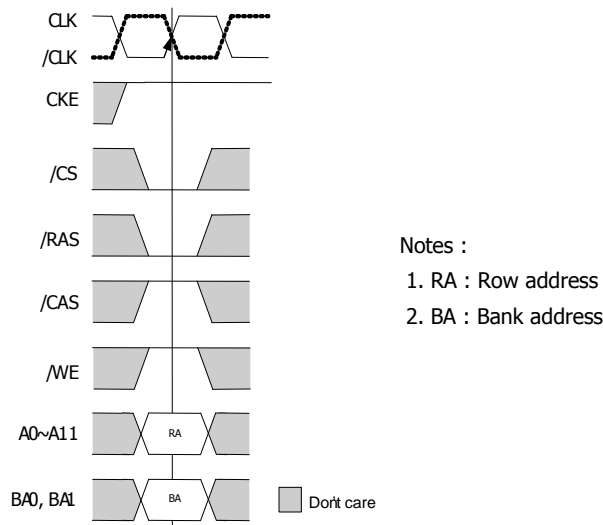 CLK
/CLK
CKE
/CS
/RAS
/CAS
/WE
A0~A11 RA
BA0, BA1 BA
Don't care
Notes :
1. RA : Row address
2. BA : Bank address